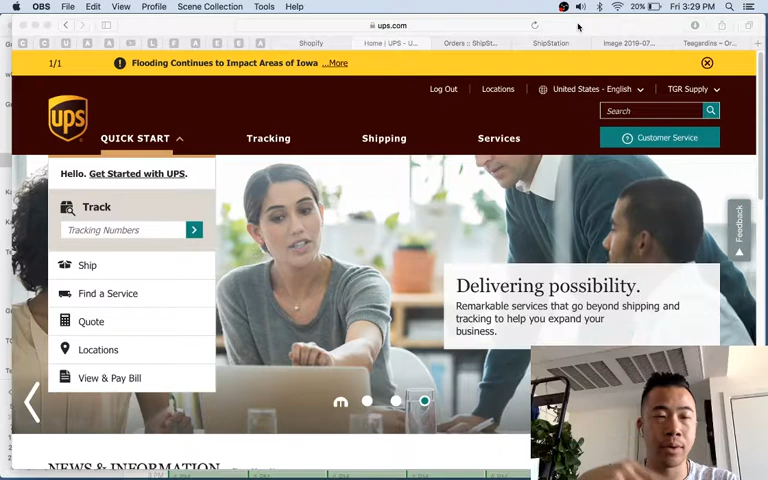 OBS File Edit View Profile Scene Collection Tools Help
20% Fri 3:29 PM
ups.com
Shopify
Home | UPS - U...
Orders :: ShipSt...
ShipStation
Image 2019-07...
Teagardins – Or...
1/1 Flooding Continues to Impact Areas of Iowa ...More
Log Out Locations United States - English TGR Supply
Search
ups
QUICK START Tracking Shipping Services
Customer Service
Hello. Get Started with UPS.
Track
Tracking Numbers
Ship
Find a Service
Quote
Locations
View & Pay Bill
Feedback
Delivering possibility.
Remarkable services that go beyond shipping and
tracking to help you expand your
business.
NEWS & INFORMATION